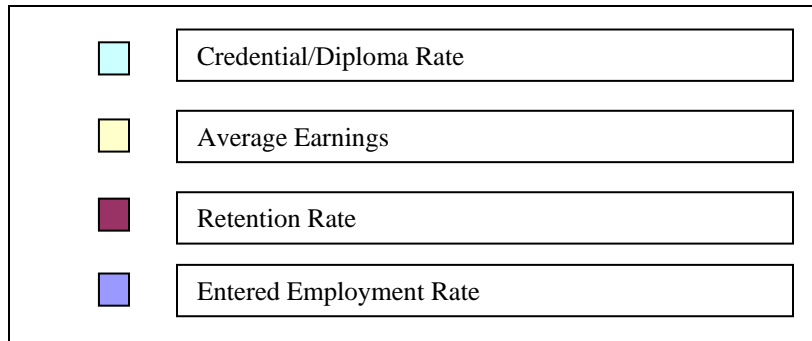 Credential/Diploma Rate
Average Earnings
Retention Rate
Entered Employment Rate